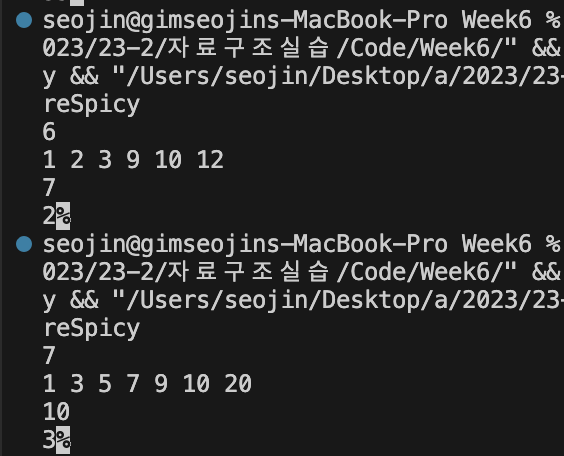 seojin@gimseojins-MacBook-Pro Week6 %
023/23-2/자료구조실습/Code/Week6/" &&
y && "/Users/seojin/Desktop/a/2023/23-
reSpicy
6
1 2 3 9 10 12
7
2%
seojin@gimseojins-MacBook-Pro Week6 %
023/23-2/자료구조실습/Code/Week6/" &&
y && "/Users/seojin/Desktop/a/2023/23-
reSpicy
7
1 3 5 7 9 10 20
10
3%